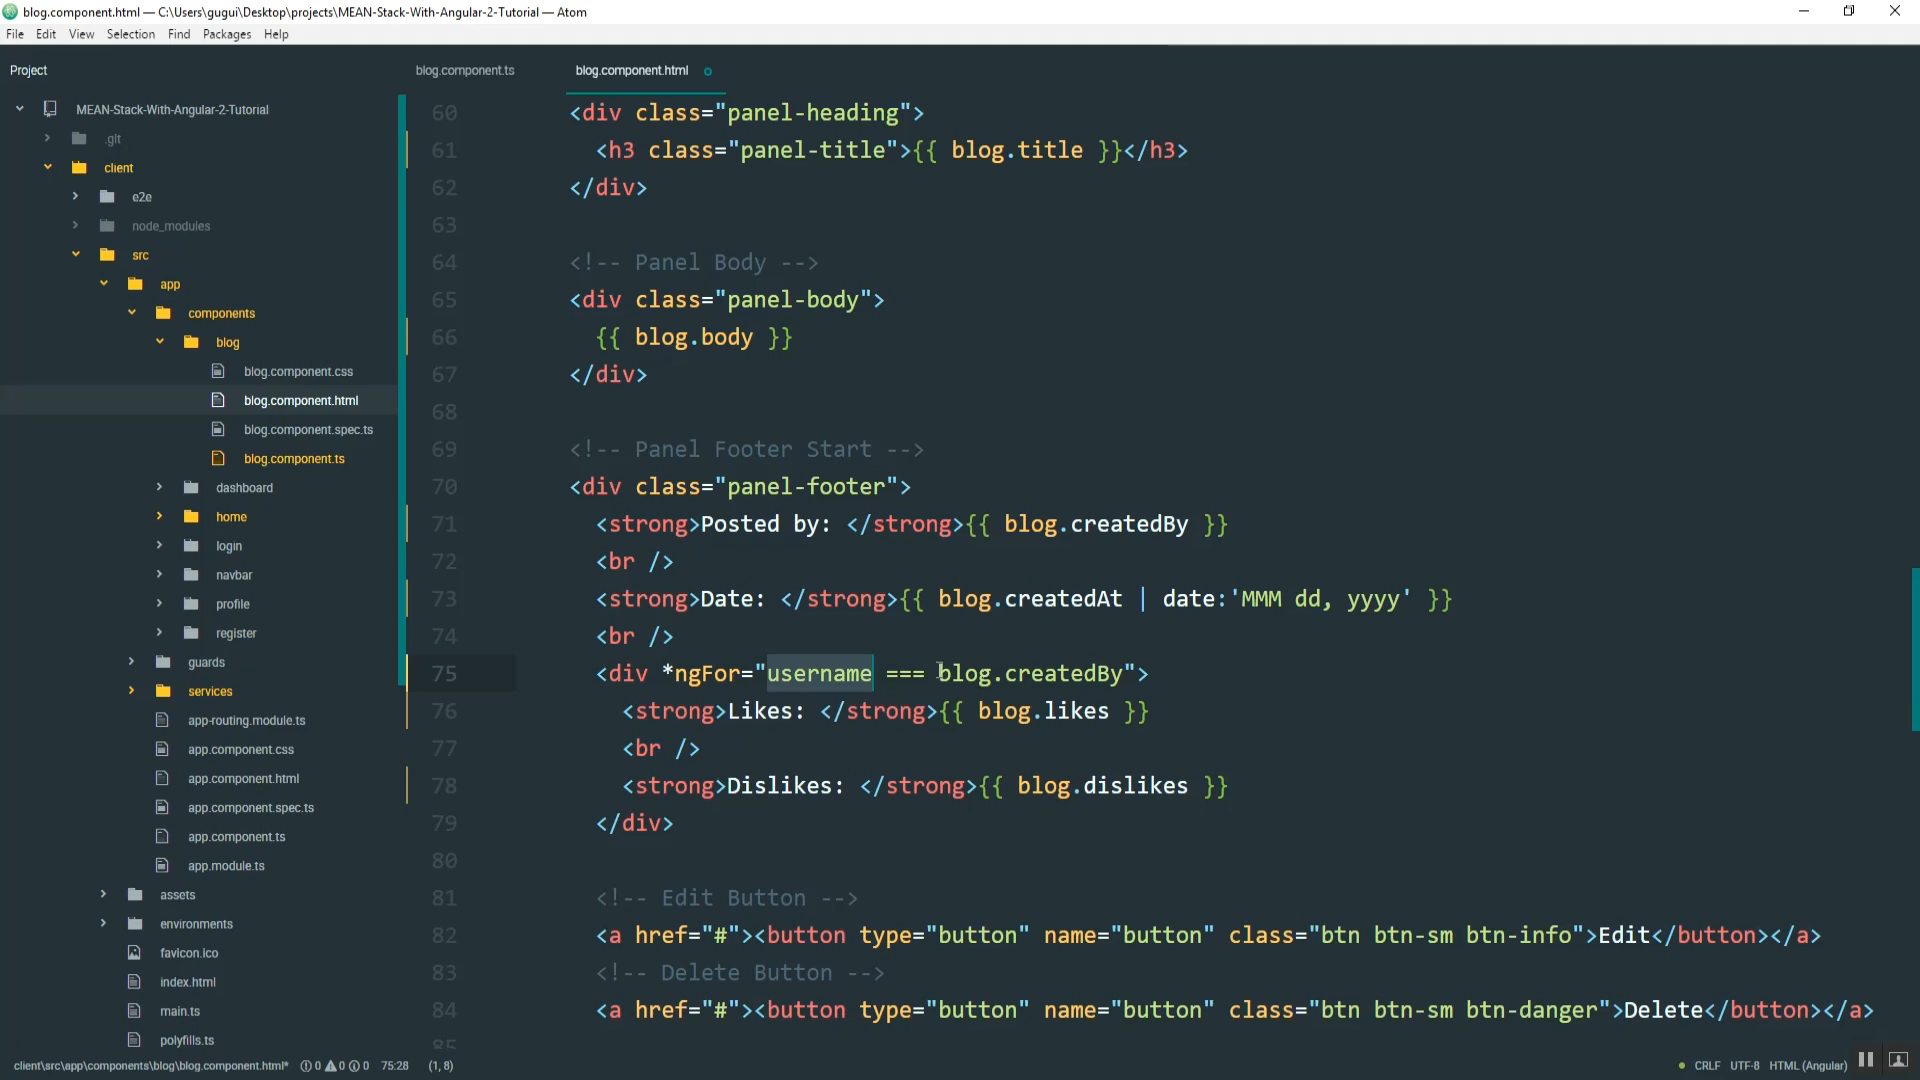 blog.component.html — C:\Users\gugui\Desktop\projects\MEAN-Stack-With-Angular-2-Tutorial — Atom
File Edit View Selection Find Packages Help
Project
MEAN-Stack-With-Angular-2-Tutorial
.git
client
e2e
node_modules
src
app
components
blog
blog.component.css
blog.component.html
blog.component.spec.ts
blog.component.ts
dashboard
home
login
navbar
profile
register
guards
services
app-routing.module.ts
app.component.css
app.component.html
app.component.spec.ts
app.component.ts
app.module.ts
assets
environments
favicon.ico
index.html
main.ts
polyfills.ts
blog.component.ts blog.component.html
60 <div class="panel-heading">
61 <h3 class="panel-title">{{ blog.title }}</h3>
62 </div>
63
64 <!-- Panel Body -->
65 <div class="panel-body">
66 {{ blog.body }}
67 </div>
68
69 <!-- Panel Footer Start -->
70 <div class="panel-footer">
71 <strong>Posted by: </strong>{{ blog.createdBy }}
72 <br />
73 <strong>Date: </strong>{{ blog.createdAt | date:'MMM dd, yyyy' }}
74 <br />
75 <div *ngFor="username === blog.createdBy">
76 <strong>Likes: </strong>{{ blog.likes }}
77 <br />
78 <strong>Dislikes: </strong>{{ blog.dislikes }}
79 </div>
80
81 <!-- Edit Button -->
82 <a href="#"><button type="button" name="button" class="btn btn-sm btn-info">Edit</button></a>
83 <!-- Delete Button -->
84 <a href="#"><button type="button" name="button" class="btn btn-sm btn-danger">Delete</button></a>
85
client\src\app\components\blog\blog.component.html* 0 0 0 75:28 (1, 8) CRLF UTF-8 HTML (Angular)